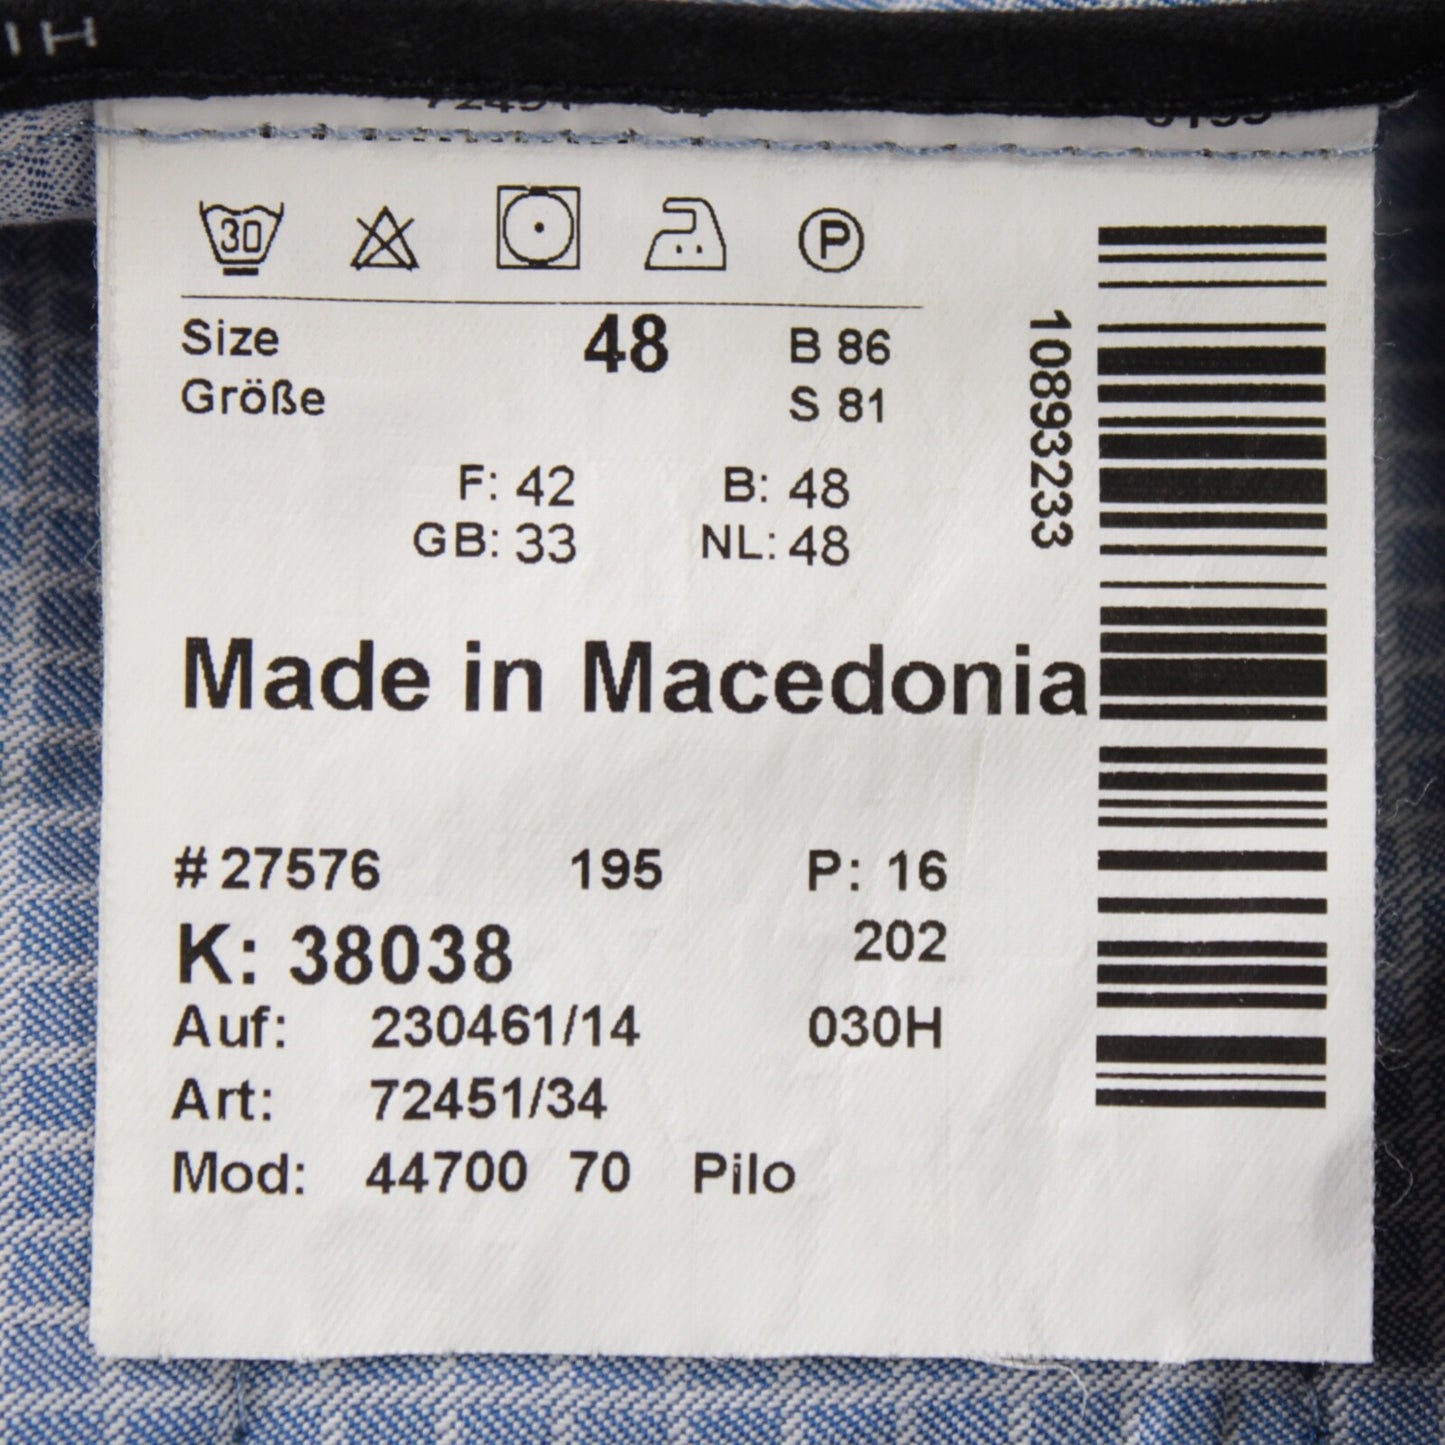 30
P
Size 48 B 86
Größe S 81
F: 42 B: 48
GB: 33 NL: 48
Made in Macedonia
# 27576 195 P: 16
K: 38038 202
Auf: 230461/14 030H
Art: 72451/34
Mod: 44700 70 Pilo
10893233